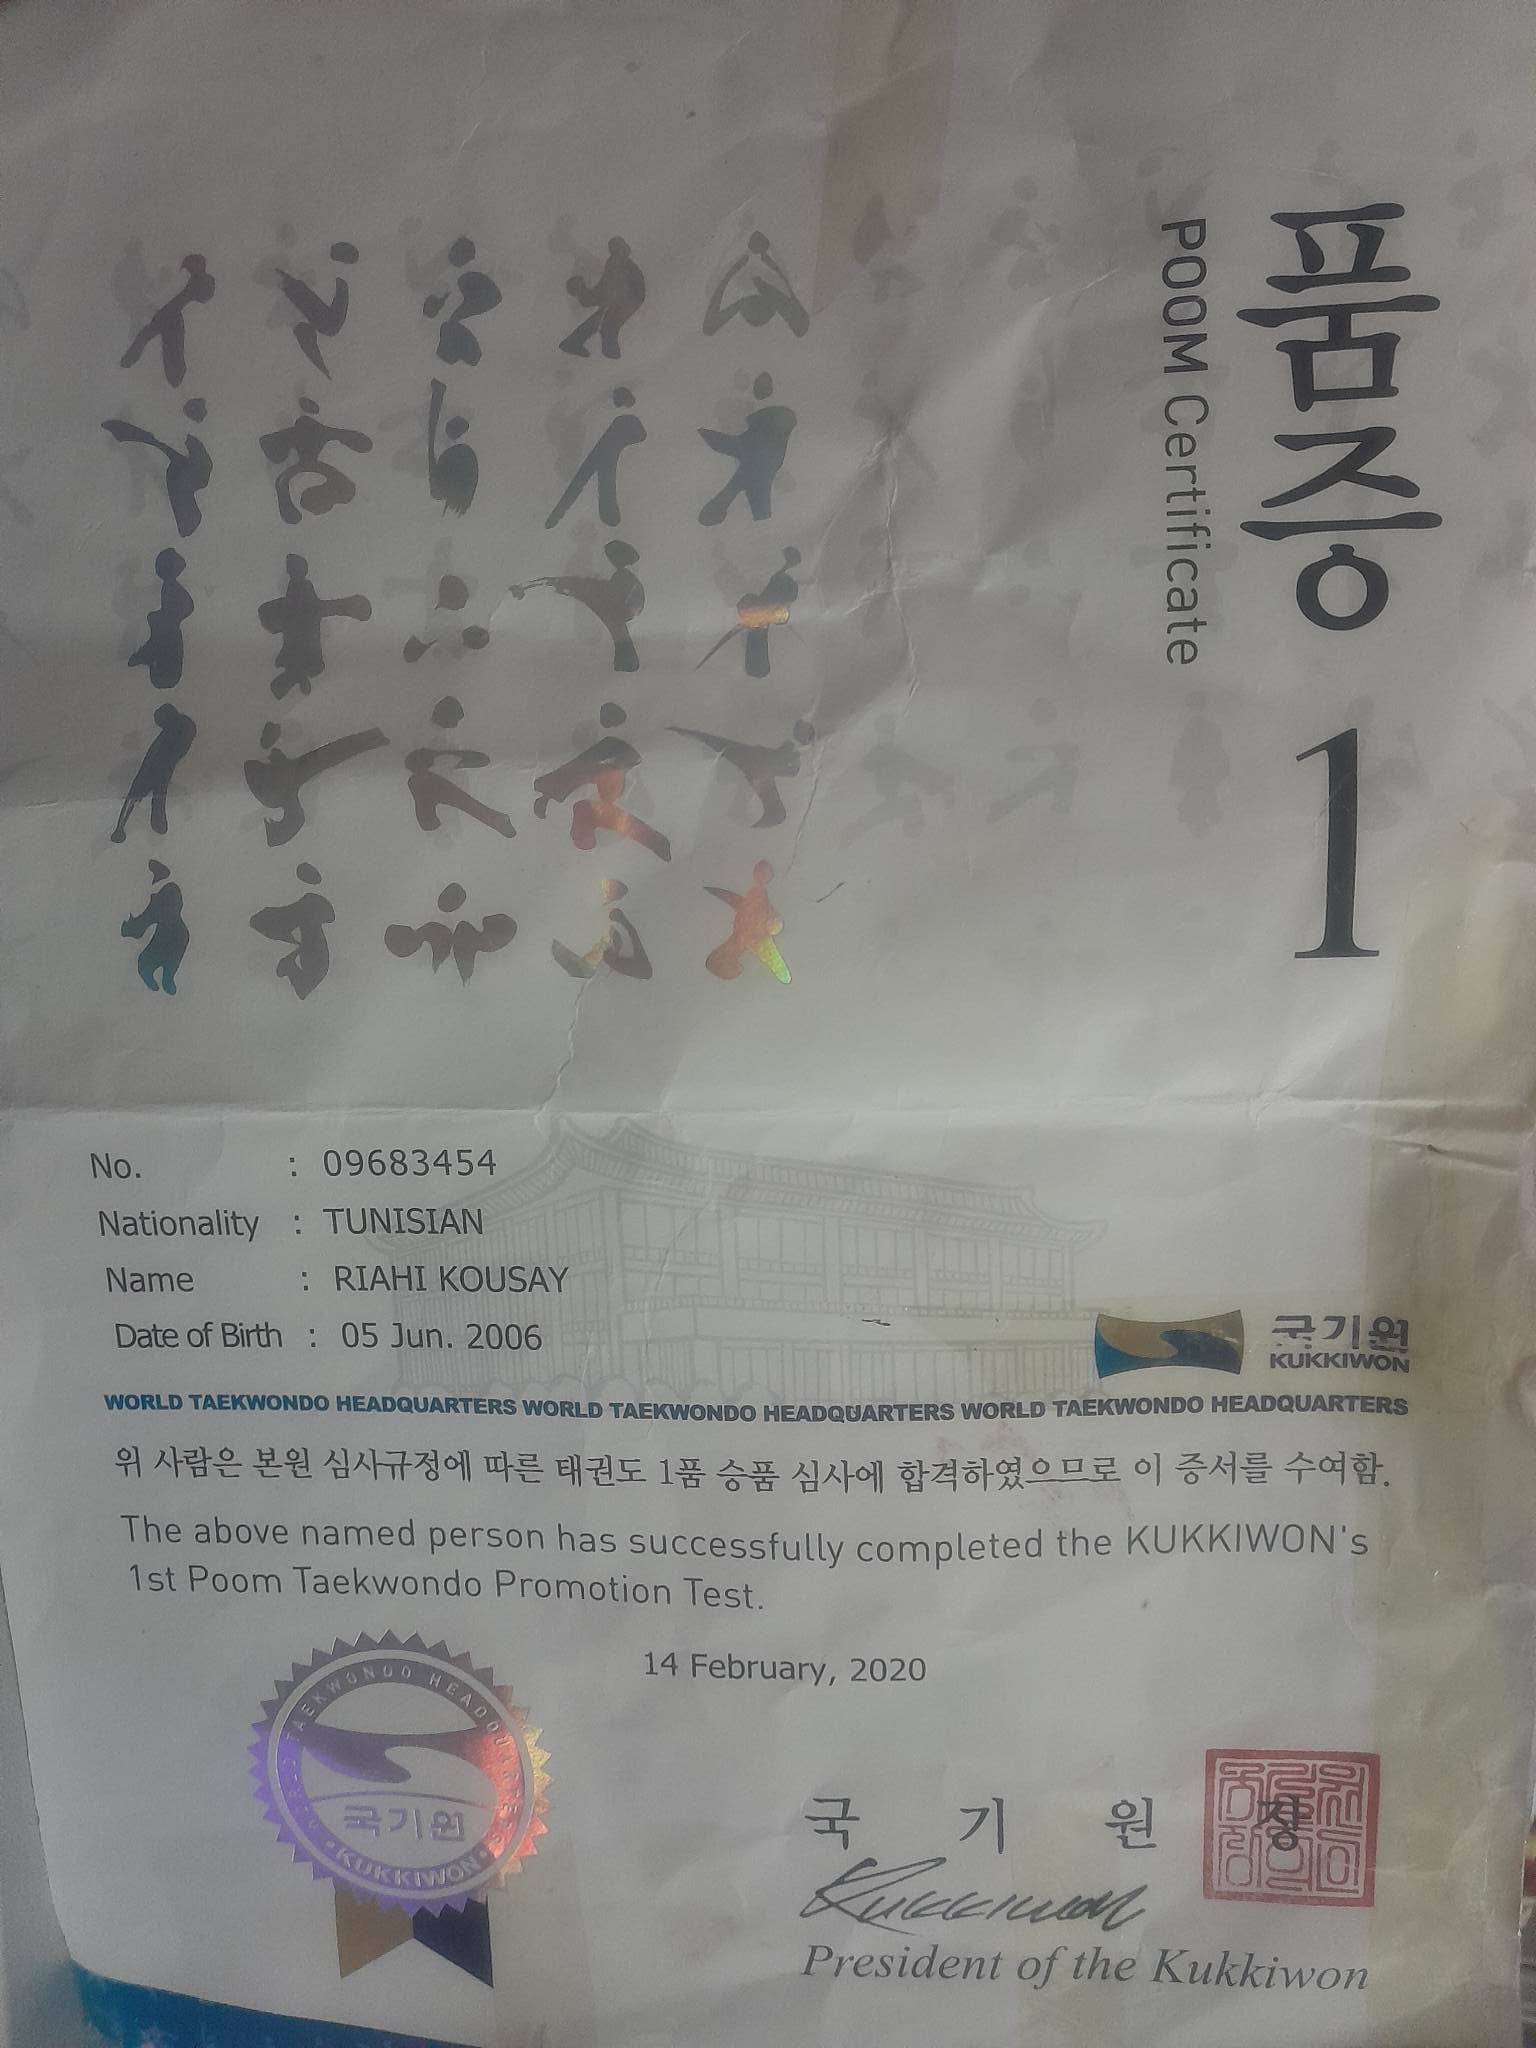 품증 1
POOM Certificate
No. : 09683454
Nationality : TUNISIAN
Name : RIAHI KOUSAY
Date of Birth : 05 Jun. 2006
국기원
KUKKIWON
WORLD TAEKWONDO HEADQUARTERS WORLD TAEKWONDO HEADQUARTERS WORLD TAEKWONDO HEADQUARTERS
위 사람은 본원 심사규정에 따른 태권도 1품 승품 심사에 합격하였으므로 이 증서를 수여함.
The above named person has successfully completed the KUKKIWON's
1st Poom Taekwondo Promotion Test.
14 February, 2020
WORLD TAEKWONDO HEADQUARTERS
국기원
KUKKIWON
국 기 원 장
Kukkiwon
President of the Kukkiwon